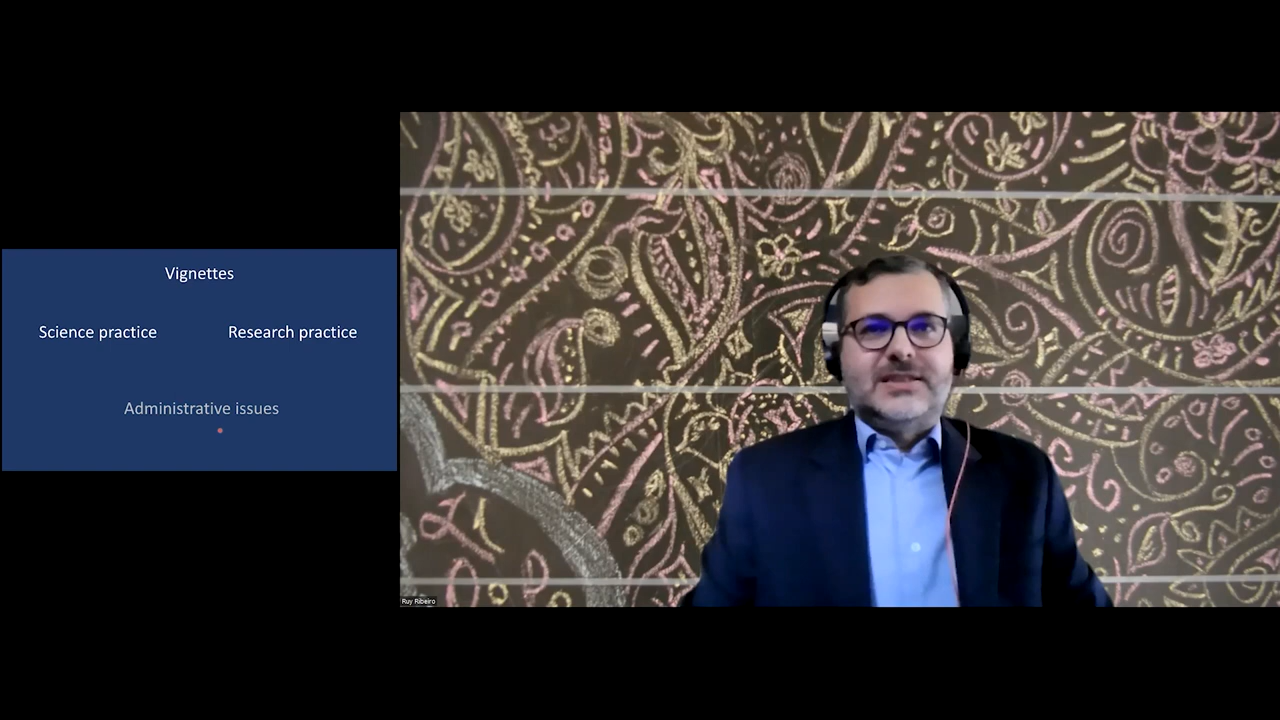 Vignettes
Science practice
Research practice
Administrative issues
Ruy Ribeiro